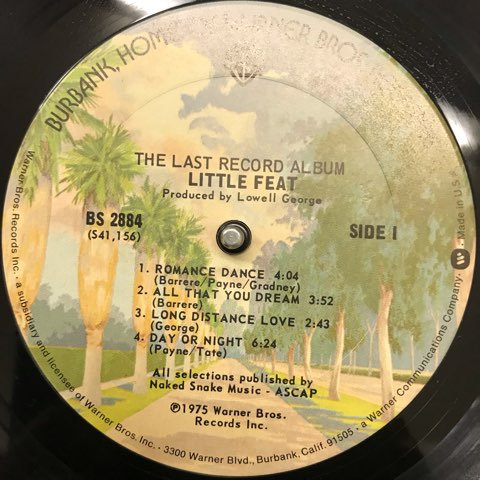 BURBANK, HOME OF WARNER BROS.
THE LAST RECORD ALBUM
LITTLE FEAT
Produced by Lowell George
BS 2884
(S41,156)
SIDE 1
1. ROMANCE DANCE 4:04
(Barrere/Payne/Gradney)
2. ALL THAT YOU DREAM 3:52
(Barrere)
3. LONG DISTANCE LOVE 2:43
(George)
4. DAY OR NIGHT 6:24
(Payne/Tate)
All selections published by
Naked Snake Music - ASCAP
℗1975 Warner Bros.
Records Inc.
Warner Bros. Records Inc. · a subsidiary and licensee of Warner Bros. Inc. · 3300 Warner Blvd., Burbank, Calif. 91505 · a Warner Communications Company · Made in U.S.